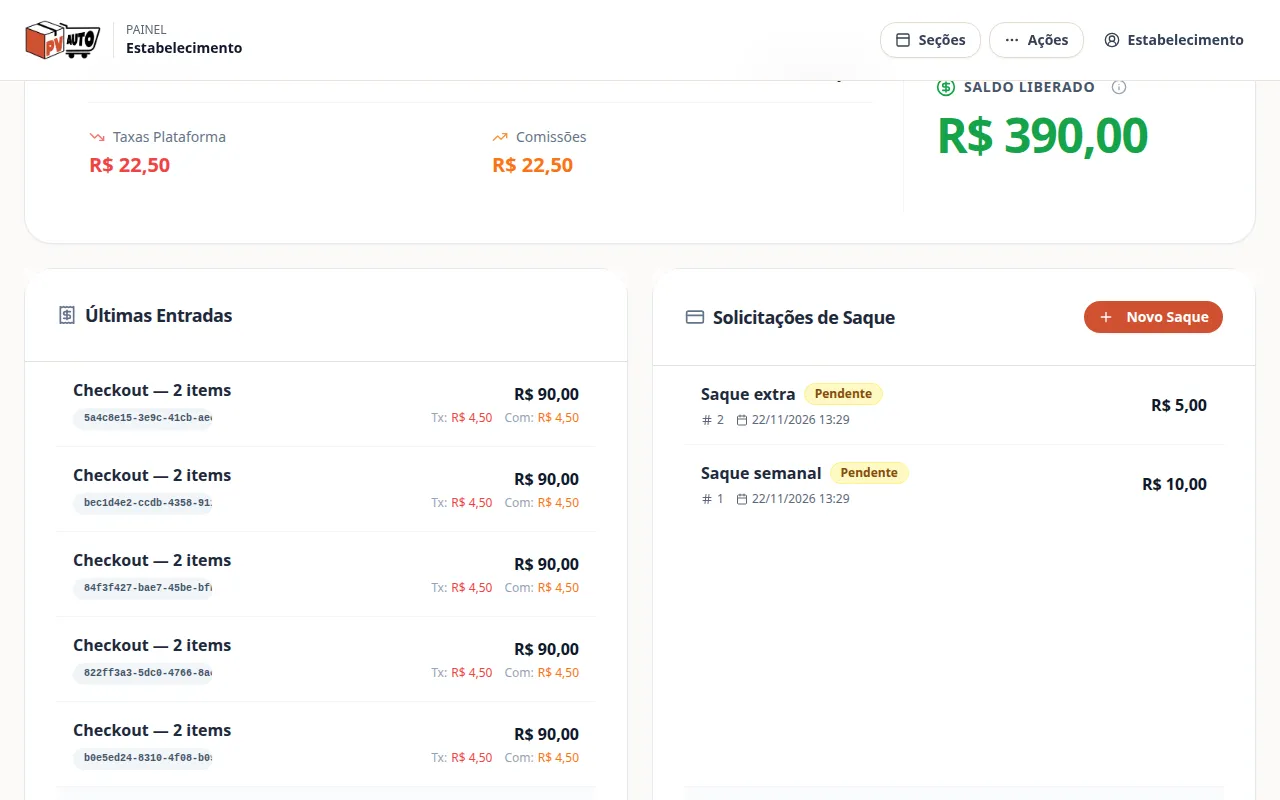 PV AUTO
PAINEL
Estabelecimento
Seções
Ações
Estabelecimento
SALDO LIBERADO
R$ 390,00
Taxas Plataforma
R$ 22,50
Comissões
R$ 22,50
Últimas Entradas
Checkout — 2 items
R$ 90,00
5a4c8e15-3e9c-41cb-ae
Tx: R$ 4,50 Com: R$ 4,50
Checkout — 2 items
R$ 90,00
bec1d4e2-ccdb-4358-91
Tx: R$ 4,50 Com: R$ 4,50
Checkout — 2 items
R$ 90,00
84f3f427-bae7-45be-bf
Tx: R$ 4,50 Com: R$ 4,50
Checkout — 2 items
R$ 90,00
822ff3a3-5dc0-4766-8a
Tx: R$ 4,50 Com: R$ 4,50
Checkout — 2 items
R$ 90,00
b0e5ed24-8310-4f08-b0
Tx: R$ 4,50 Com: R$ 4,50
Solicitações de Saque
+ Novo Saque
Saque extra Pendente
R$ 5,00
# 2 22/11/2026 13:29
Saque semanal Pendente
R$ 10,00
# 1 22/11/2026 13:29